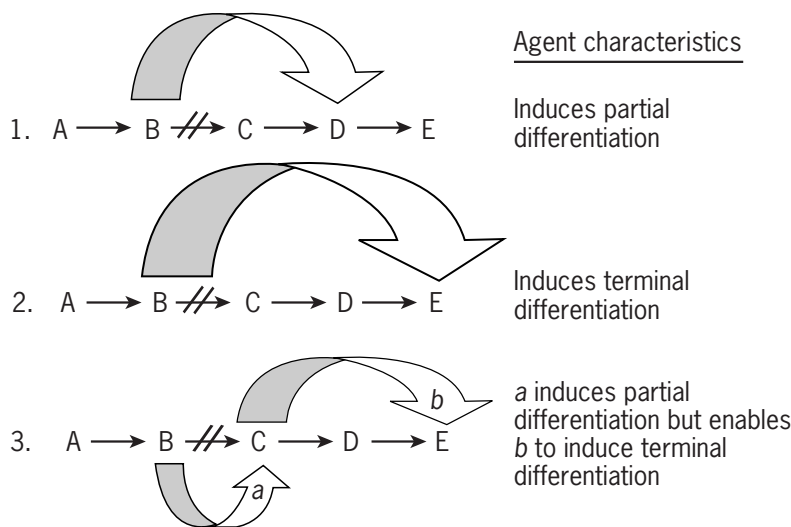 Agent characteristics
1. A B C D E
Induces partial
differentiation
2. A B C D E
Induces terminal
differentiation
b
3. A B C D E
a
a induces partial
differentiation but enables
b to induce terminal
differentiation